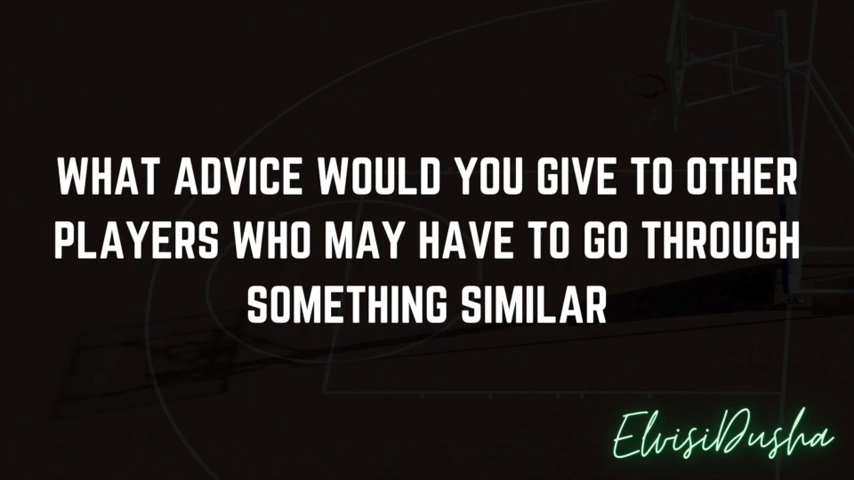 WHAT ADVICE WOULD YOU GIVE TO OTHER
PLAYERS WHO MAY HAVE TO GO THROUGH
SOMETHING SIMILAR
ElvisiDusha